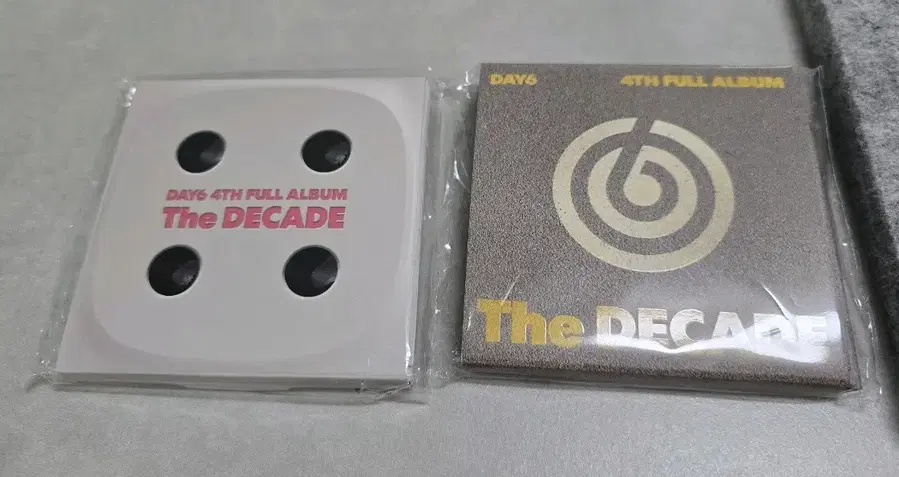 DAY6 4TH FULL ALBUM
The DECADE
DAY6
4TH FULL ALBUM
The DECADE